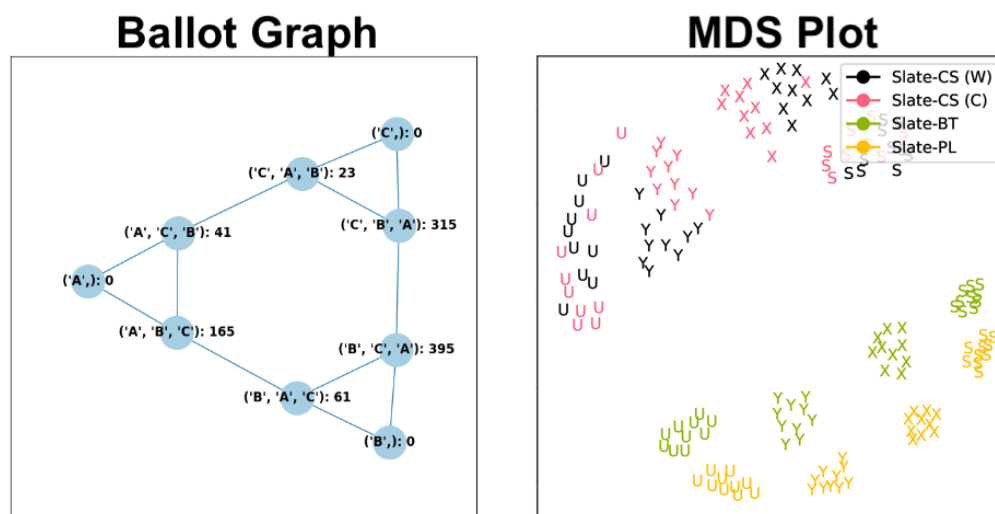 Ballot Graph
('C',): 0
('C', 'A', 'B'): 23
('C', 'B', 'A'): 315
('A', 'C', 'B'): 41
('A',): 0
('A', 'B', 'C'): 165
('B', 'C', 'A'): 395
('B', 'A', 'C'): 61
('B',): 0
MDS Plot
Slate-CS (W)
Slate-CS (C)
Slate-BT
Slate-PL